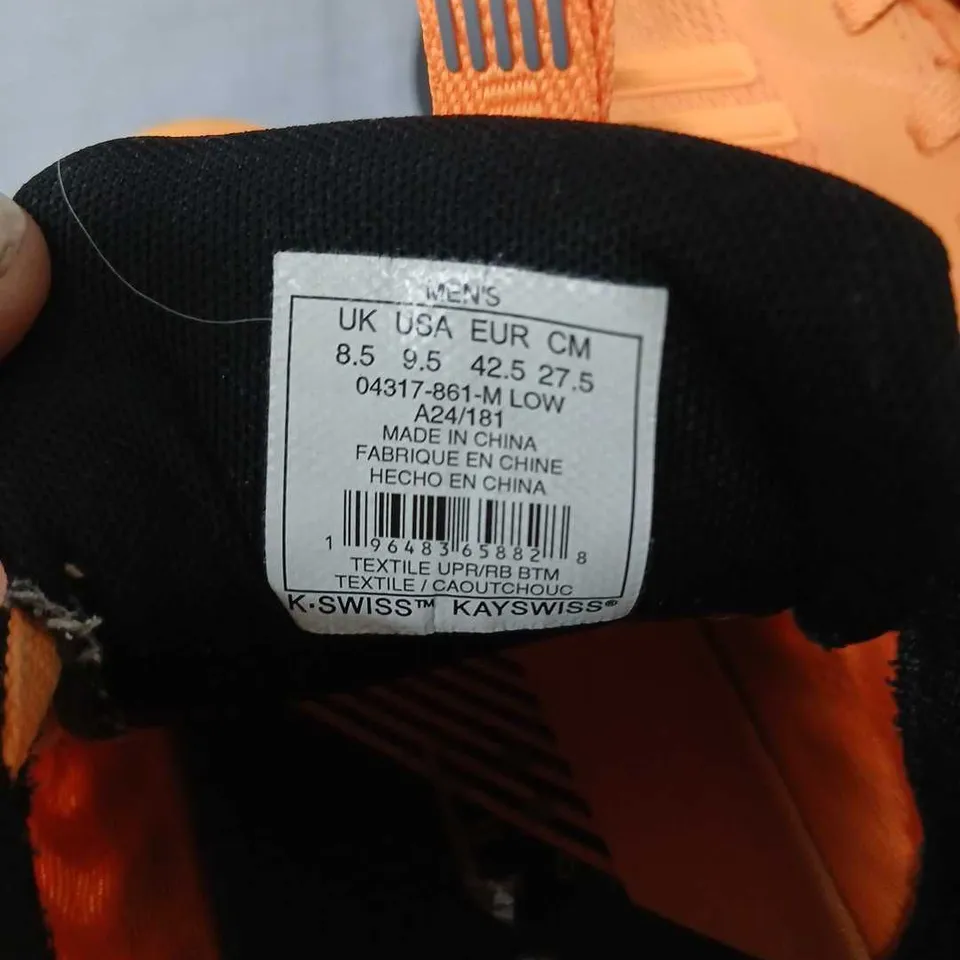 MEN'S
UK USA EUR CM
8.5 9.5 42.5 27.5
04317-861-M LOW
A24/181
MADE IN CHINA
FABRIQUE EN CHINE
HECHO EN CHINA
1 96483 65882 8
TEXTILE UPR/RB BTM
TEXTILE / CAOUTCHOUC
K·SWISS™ KAYSWISS®